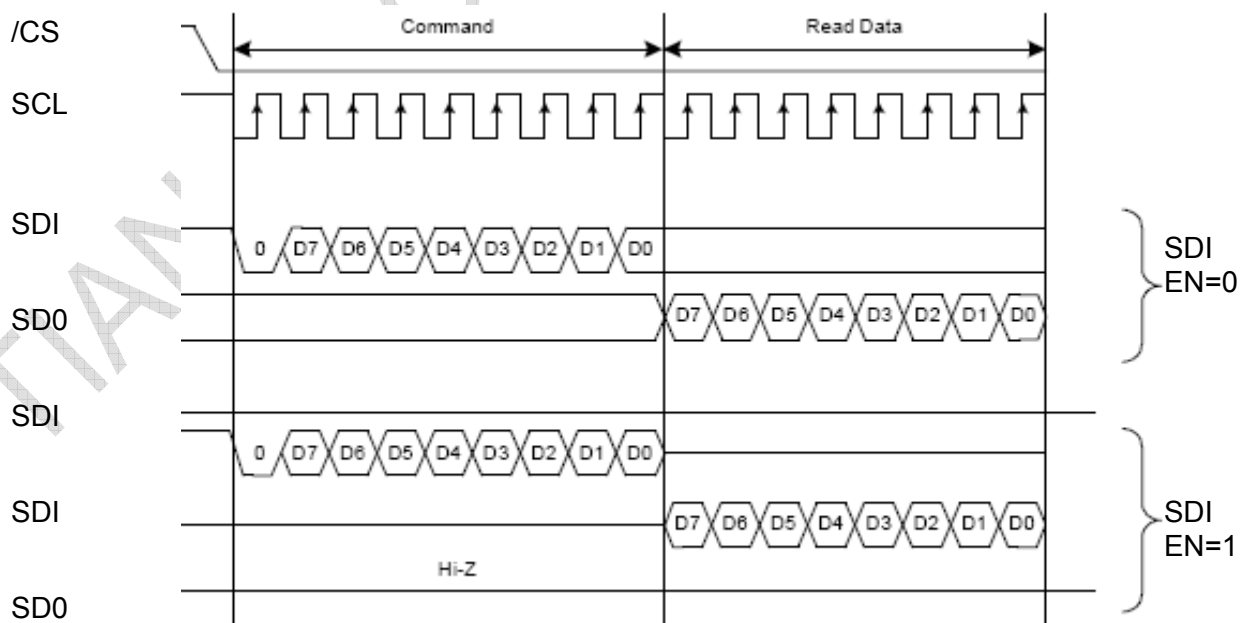 /CS
Command
Read Data
SCL
SDI
0 D7 D6 D5 D4 D3 D2 D1 D0
SDI
EN=0
SD0
D7 D6 D5 D4 D3 D2 D1 D0
SDI
0 D7 D6 D5 D4 D3 D2 D1 D0
SDI
D7 D6 D5 D4 D3 D2 D1 D0
SDI
EN=1
Hi-Z
SD0
TIAN